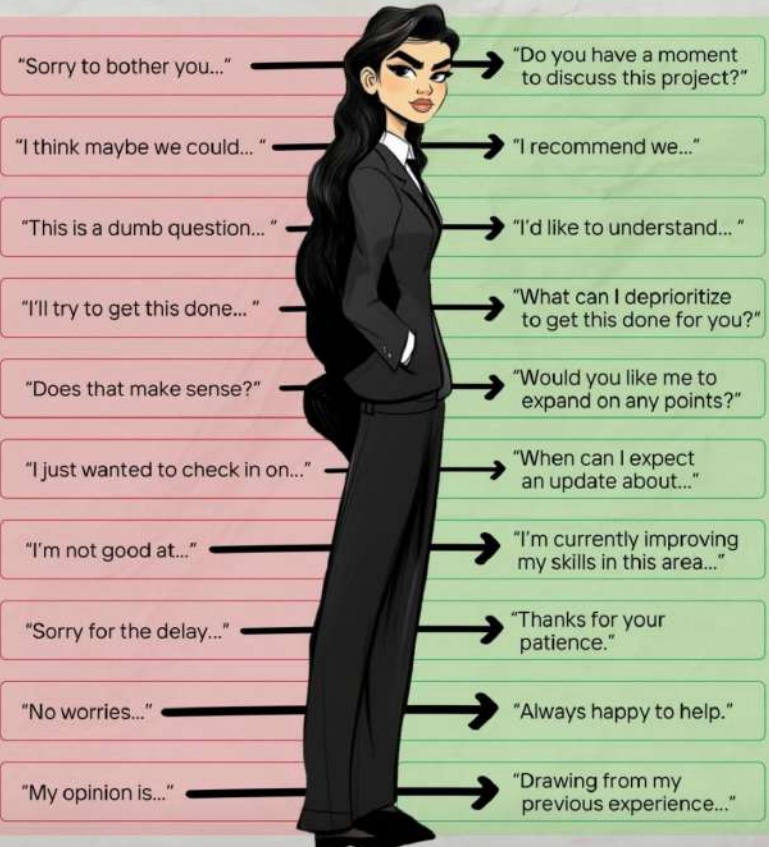 "Sorry to bother you..."
"Do you have a moment
to discuss this project?"
"I think maybe we could... "
"I recommend we..."
"This is a dumb question... "
"I'd like to understand... "
"I'll try to get this done... "
"What can I deprioritize
to get this done for you?"
"Does that make sense?"
"Would you like me to
expand on any points?"
"I just wanted to check in on..."
"When can I expect
an update about..."
"I'm not good at..."
"I'm currently improving
my skills in this area..."
"Sorry for the delay..."
"Thanks for your
patience."
"No worries..."
"Always happy to help."
"My opinion is..."
"Drawing from my
previous experience..."